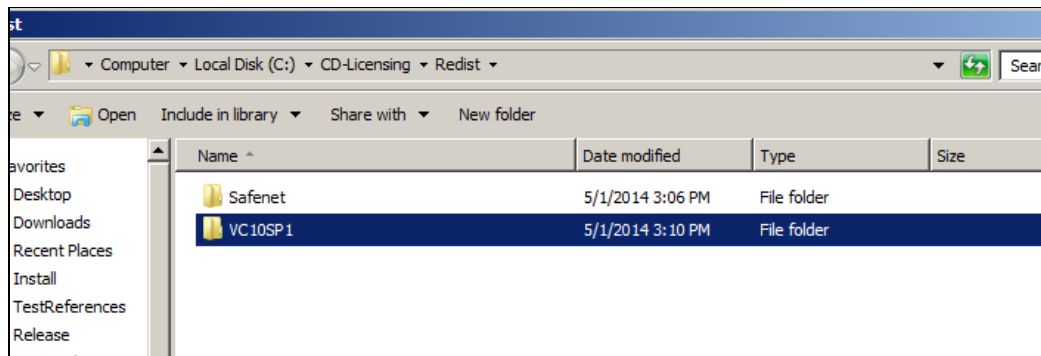 st
Computer Local Disk (C:) CD-Licensing Redist
Sear
ze Open Include in library Share with New folder
Name Date modified Type Size
avorites
Desktop Safenet 5/1/2014 3:06 PM File folder
Downloads VC10SP1 5/1/2014 3:10 PM File folder
Recent Places
Install
TestReferences
Release